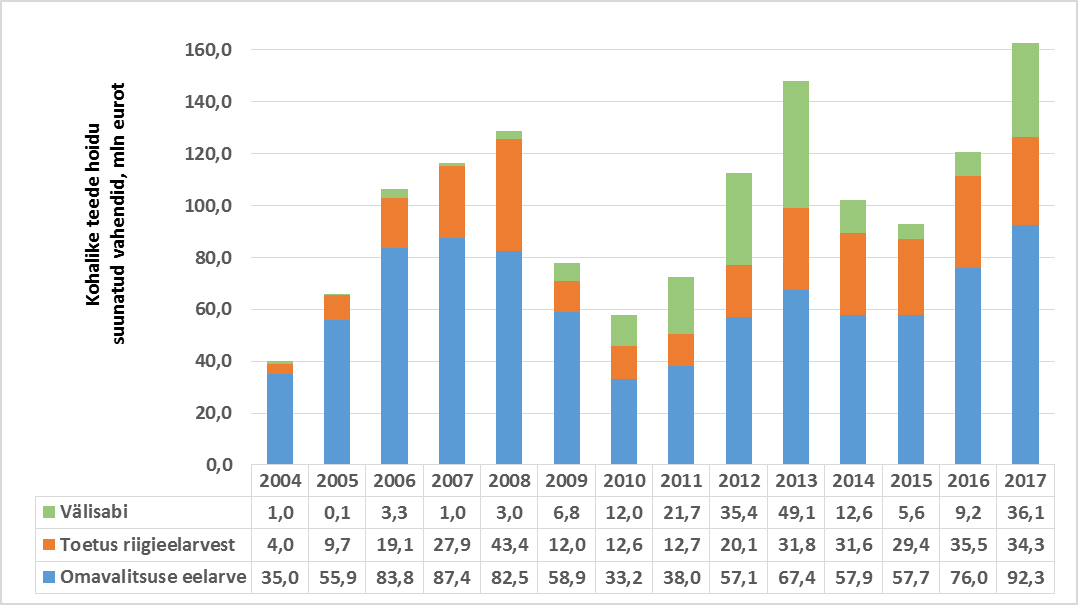 Kohalike teede hoidu
suunatud vahendid, mln eurot
160,0
140,0
120,0
100,0
80,0
60,0
40,0
20,0
0,0
2004 2005 2006 2007 2008 2009 2010 2011 2012 2013 2014 2015 2016 2017
Välisabi 1,0 0,1 3,3 1,0 3,0 6,8 12,0 21,7 35,4 49,1 12,6 5,6 9,2 36,1
Toetus riigieelarvest 4,0 9,7 19,1 27,9 43,4 12,0 12,6 12,7 20,1 31,8 31,6 29,4 35,5 34,3
Omavalitsuse eelarve 35,0 55,9 83,8 87,4 82,5 58,9 33,2 38,0 57,1 67,4 57,9 57,7 76,0 92,3